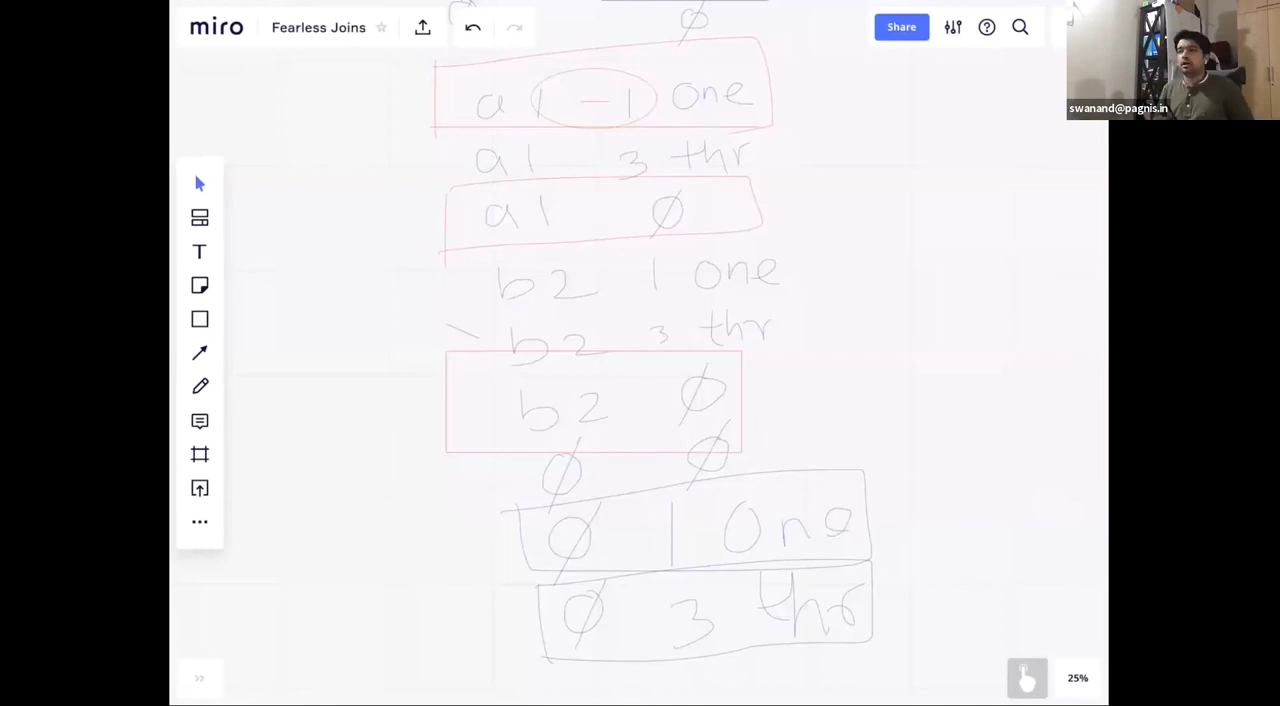 miro Fearless Joins Share
swanand@pagnis.in
∅
a 1 — 1 one
a 1 3 thr
a 1 ∅
b 2 1 one
b 2 3 thr
b 2 ∅
∅ ∅
∅ 1 One
∅ 3 thr
T
25%